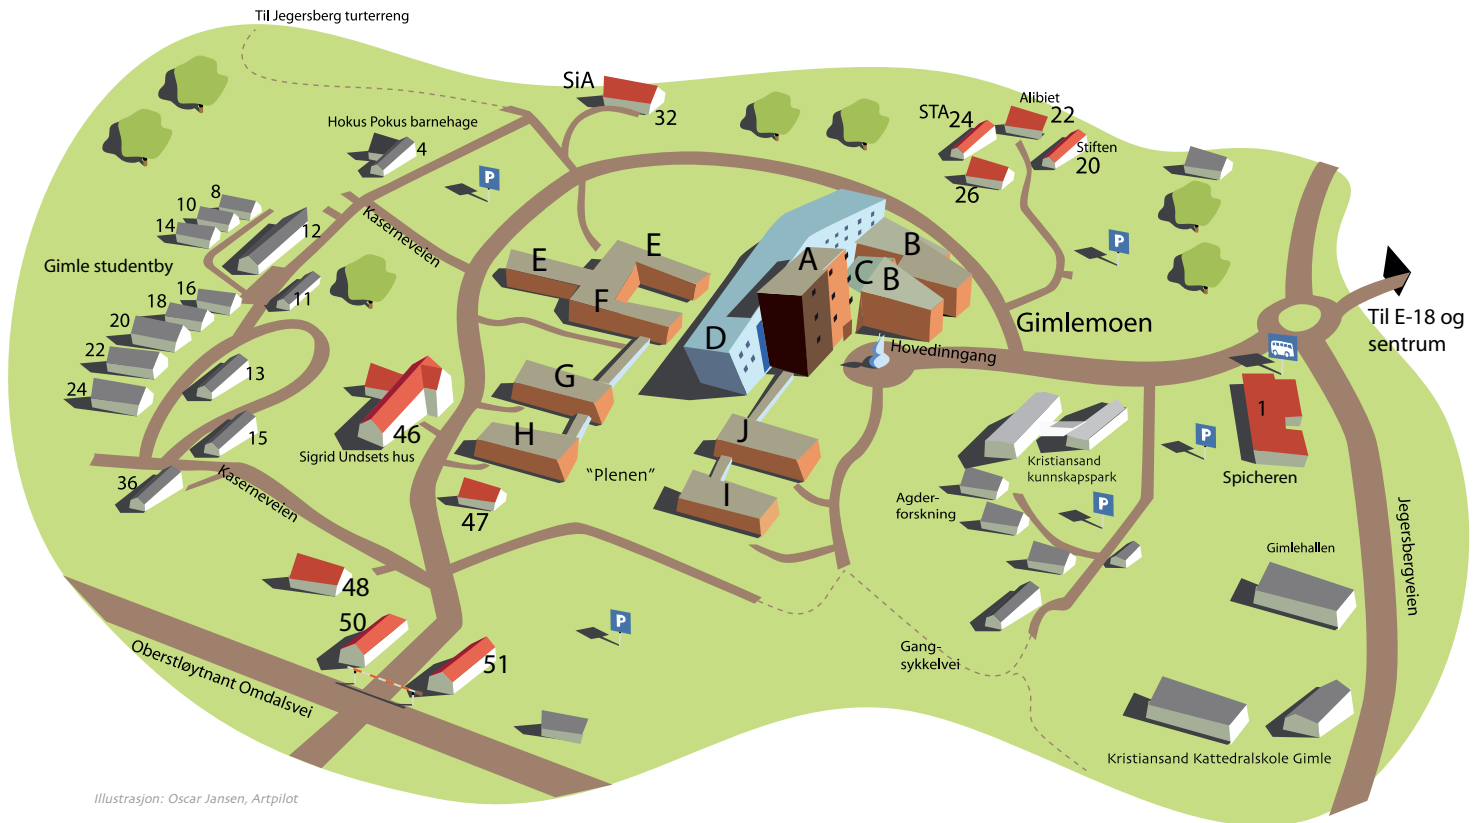 Til Jegersberg turterreng
SiA
32
Alibiet
STA
24
22
Stiften
20
26
Hokus Pokus barnehage
4
P
8
10
14
12
Kaserneveien
Gimle studentby
16
18
11
20
22
24
13
15
36
Kaserneveien
E
E
F
G
H
"Plenen"
A
B
C
B
D
J
I
P
Gimlemoen
Hovedinngang
Til E-18 og
sentrum
1
Spicheren
P
46
Sigrid Undsets hus
47
48
50
51
Kristiansand
kunnskapspark
Agder-
forskning
P
Jegersbergveien
Gimlehallen
P
Gang-
sykkelvei
Oberstløytnant Omdalsvei
Kristiansand Kattedralskole Gimle
Illustrasjon: Oscar Jansen, Artpilot